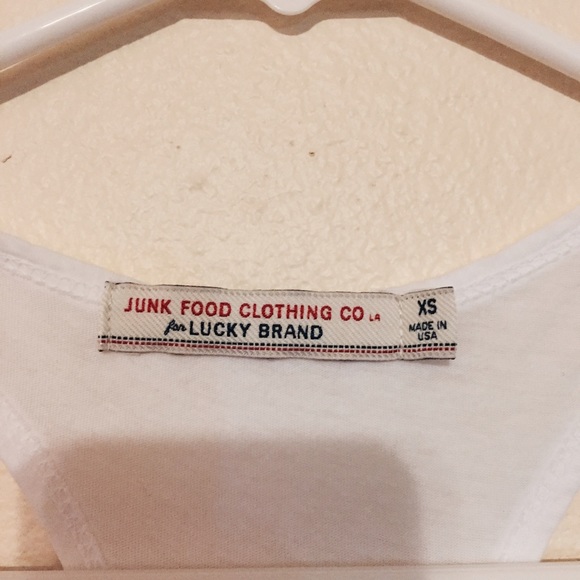 JUNK FOOD CLOTHING CO LA
for LUCKY BRAND
XS
MADE IN
USA